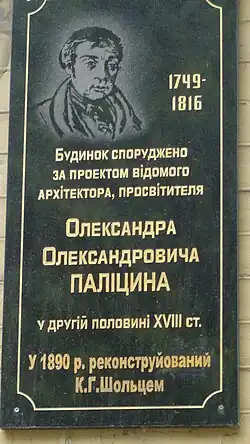 1749-
1816
Будинок споруджено
за проектом відомого
архітектора, просвітителя
Олександра
Олександровича
ПАЛІЦИНА
у другій половині XVIII ст.
У 1890 р. реконструйований
К.Г.Шольцем